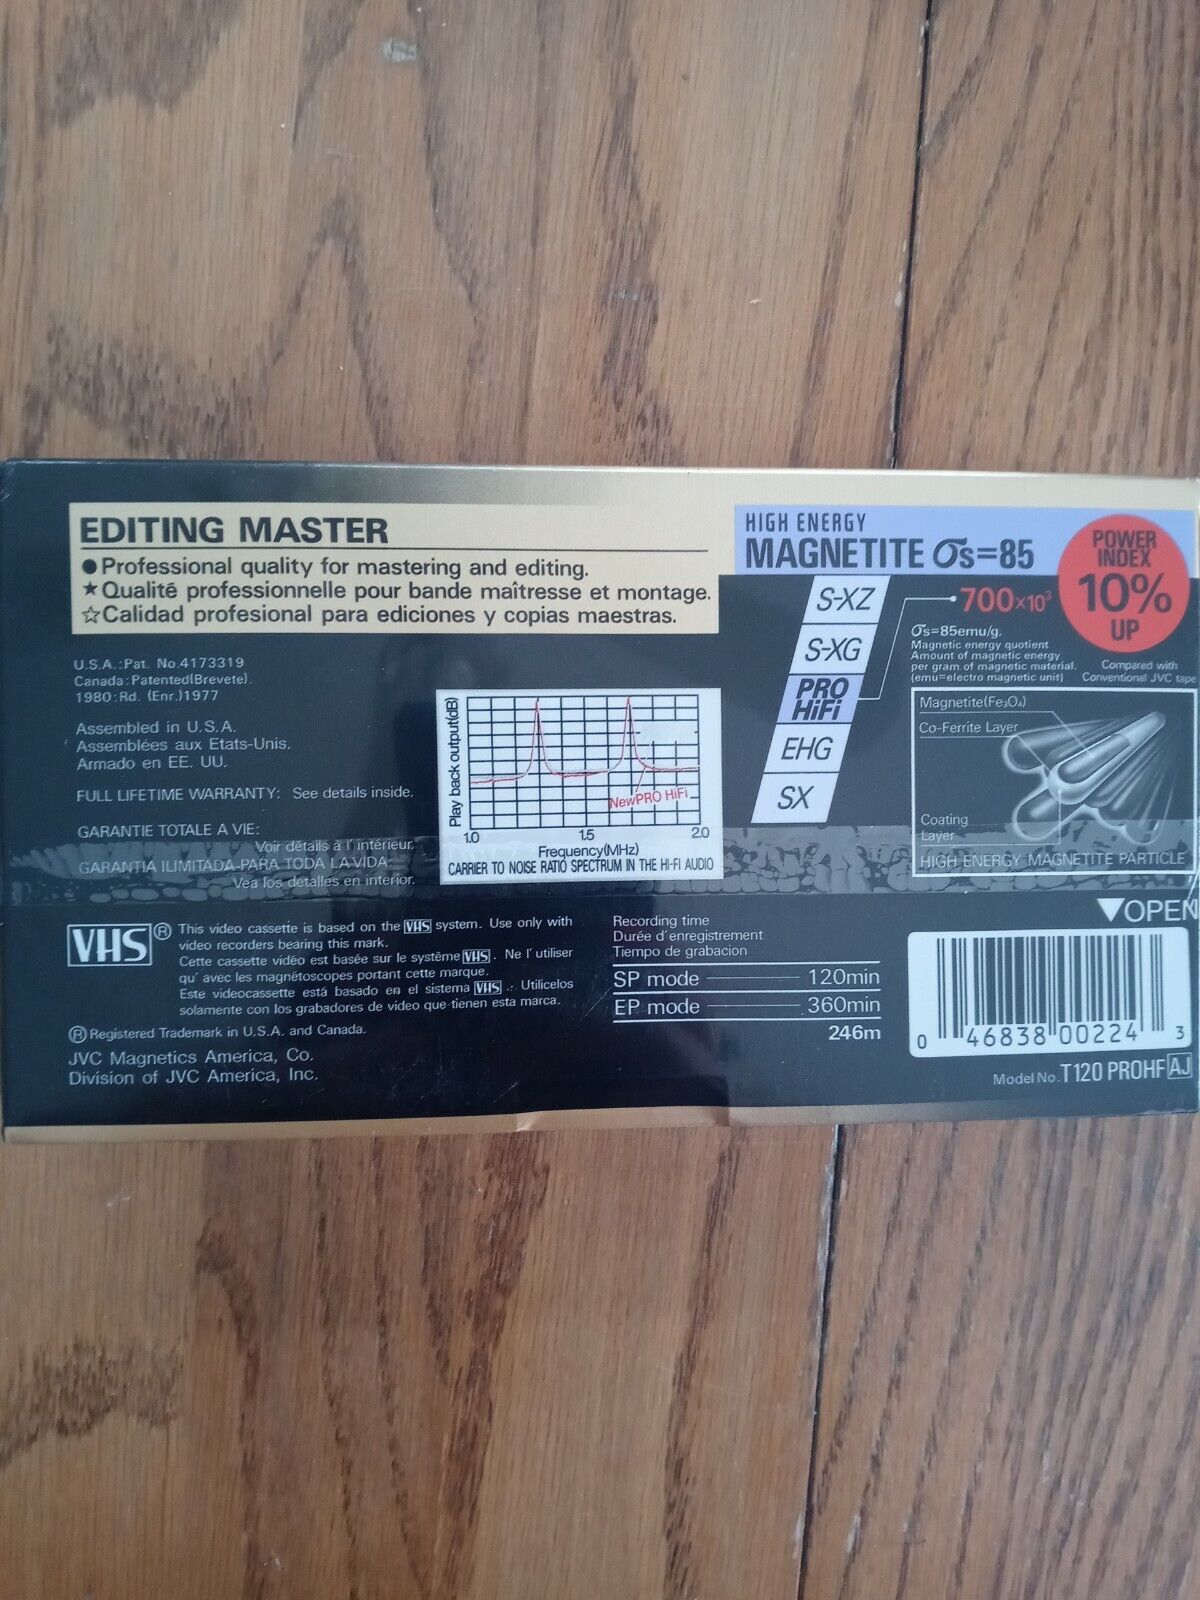 EDITING MASTER
●Professional quality for mastering and editing.
★Qualité professionnelle pour bande maîtresse et montage.
☆Calidad profesional para ediciones y copias maestras.
HIGH ENERGY
MAGNETITE σs=85
POWER
INDEX
10%
UP
Compared with
Conventional JVC tape
S-XZ
S-XG
PRO
HiFi
EHG
SX
700×10³
σs=85emu/g.
Magnetic energy quotient
Amount of magnetic energy
per gram of magnetic material.
(emu=electro magnetic unit)
Magnetite(Fe₃O₄)
Co-Ferrite Layer
Coating
Layer
HIGH ENERGY MAGNETITE PARTICLE
U.S.A.:Pat. No.4173319
Canada:Patented(Brevete).
1980:Rd. (Enr.)1977
Assembled in U.S.A.
Assemblées aux Etats-Unis.
Armado en EE. UU.
FULL LIFETIME WARRANTY: See details inside.
GARANTIE TOTALE A VIE:
Voir détails à l'intérieur.
GARANTIA ILIMITADA PARA TODA LA VIDA:
Vea los detalles en interior.
Play back output(dB)
NewPRO HiFi
1.0 1.5 2.0
Frequency(MHz)
CARRIER TO NOISE RATIO SPECTRUM IN THE HI-FI AUDIO
VHS®
This video cassette is based on the VHS system. Use only with
video recorders bearing this mark.
Cette cassette vidéo est basée sur le système VHS. Ne l'utiliser
qu'avec les magnétoscopes portant cette marque.
Este videocassette está basado en el sistema VHS. Utilicelos
solamente con los grabadores de video que tienen esta marca.
®Registered Trademark in U.S.A. and Canada.
JVC Magnetics America, Co.
Division of JVC America, Inc.
Recording time
Durée d'enregistrement
Tiempo de grabacion
SP mode 120min
EP mode 360min
246m
▼OPEN
0 46838 00224 3
Model No. T120 PROHF AJ